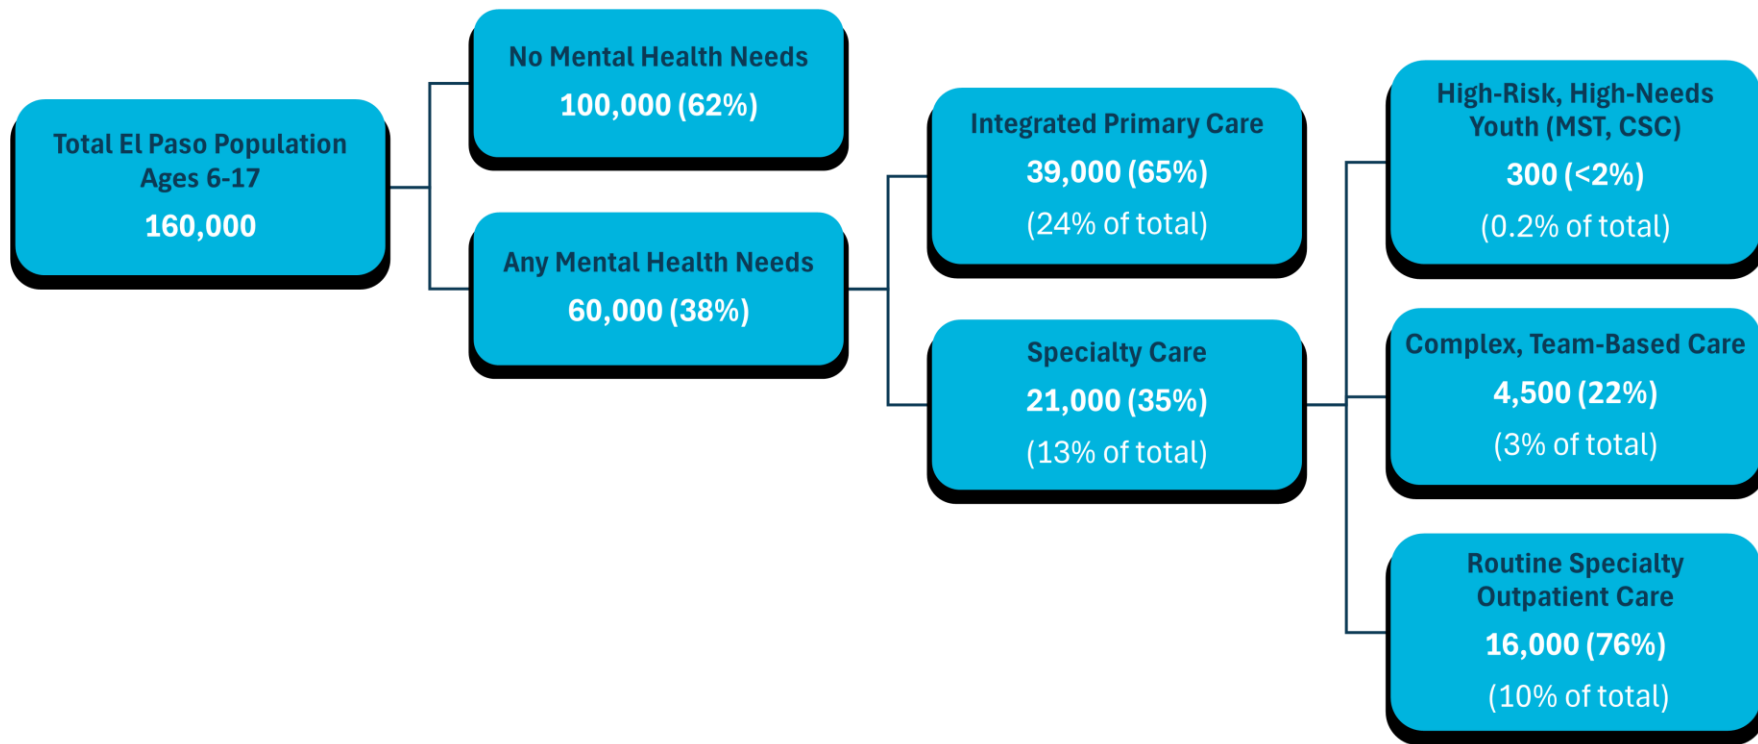 Total El Paso Population
Ages 6-17
160,000
No Mental Health Needs
100,000 (62%)
Any Mental Health Needs
60,000 (38%)
Integrated Primary Care
39,000 (65%)
(24% of total)
Specialty Care
21,000 (35%)
(13% of total)
High-Risk, High-Needs
Youth (MST, CSC)
300 (<2%)
(0.2% of total)
Complex, Team-Based Care
4,500 (22%)
(3% of total)
Routine Specialty
Outpatient Care
16,000 (76%)
(10% of total)